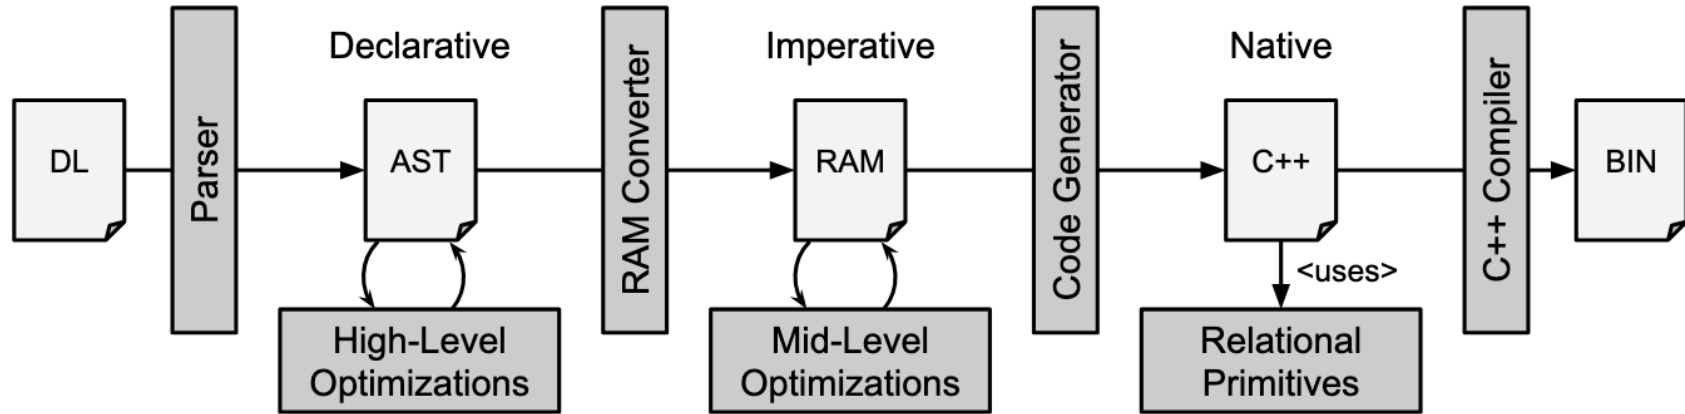 Declarative
Imperative
Native
DL
Parser
AST
RAM Converter
RAM
Code Generator
C++
C++ Compiler
BIN
<uses>
High-Level
Optimizations
Mid-Level
Optimizations
Relational
Primitives